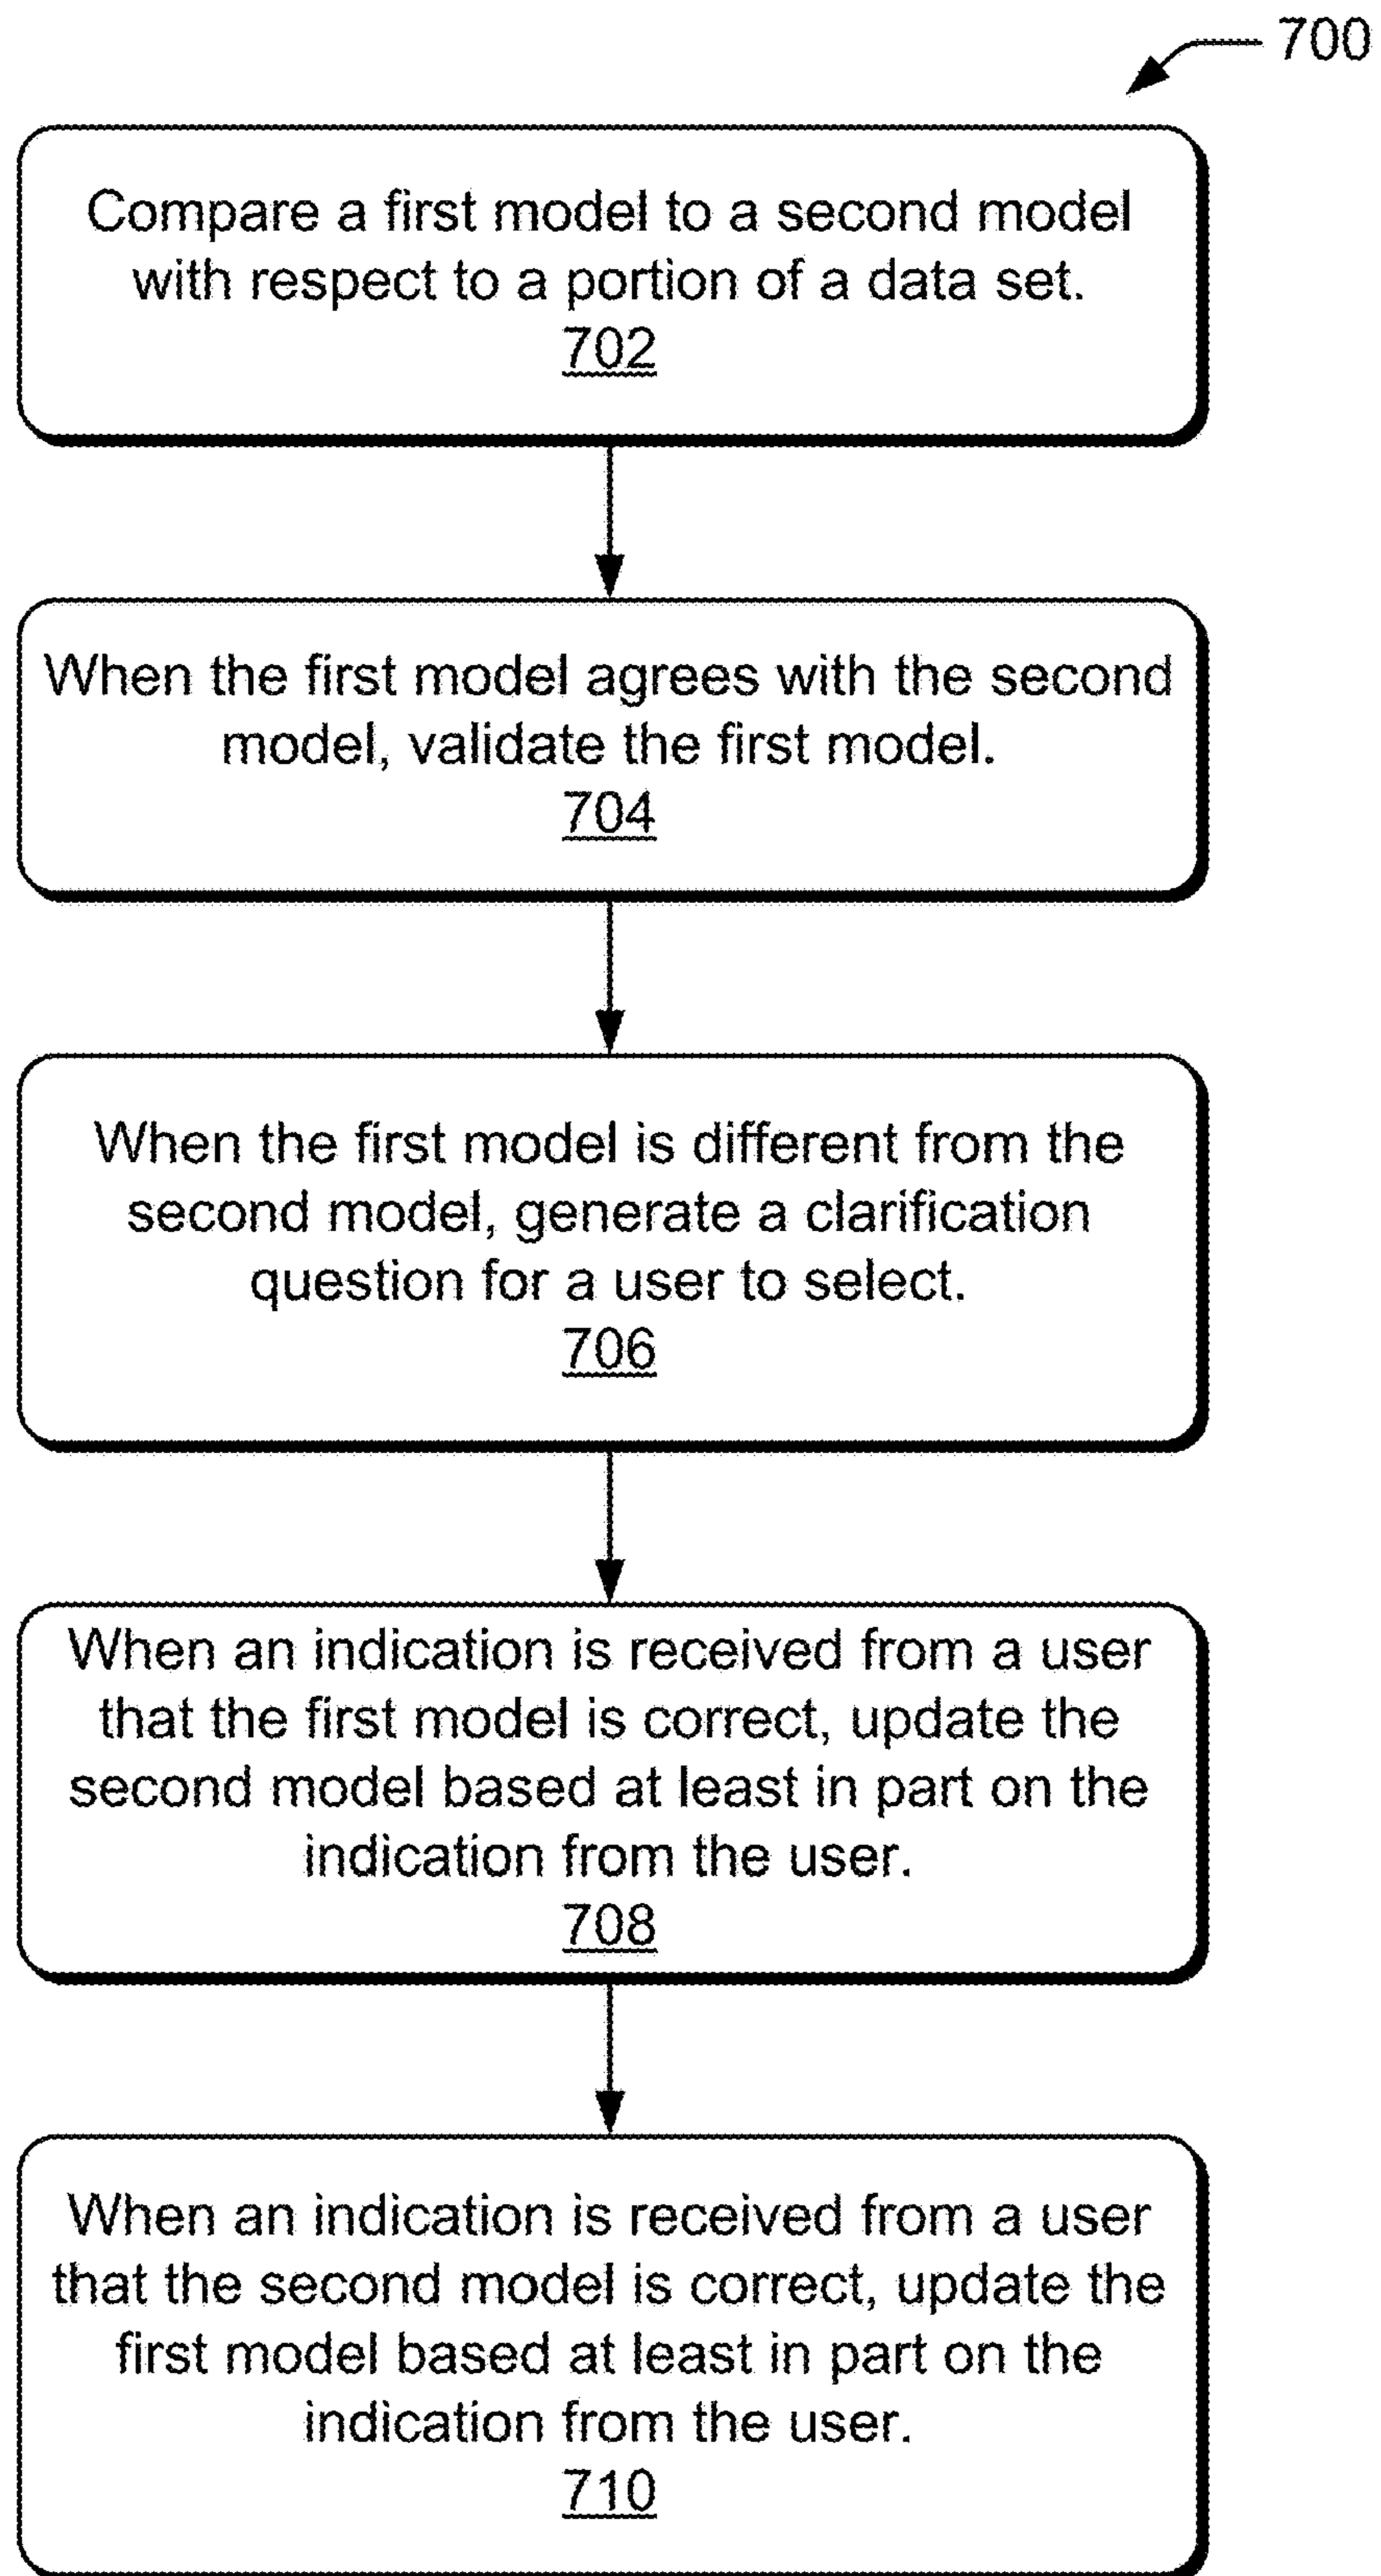 700
Compare a first model to a second model
with respect to a portion of a data set.
702
When the first model agrees with the second
model, validate the first model.
704
When the first model is different from the
second model, generate a clarification
question for a user to select.
706
When an indication is received from a user
that the first model is correct, update the
second model based at least in part on the
indication from the user.
708
When an indication is received from a user
that the second model is correct, update the
first model based at least in part on the
indication from the user.
710